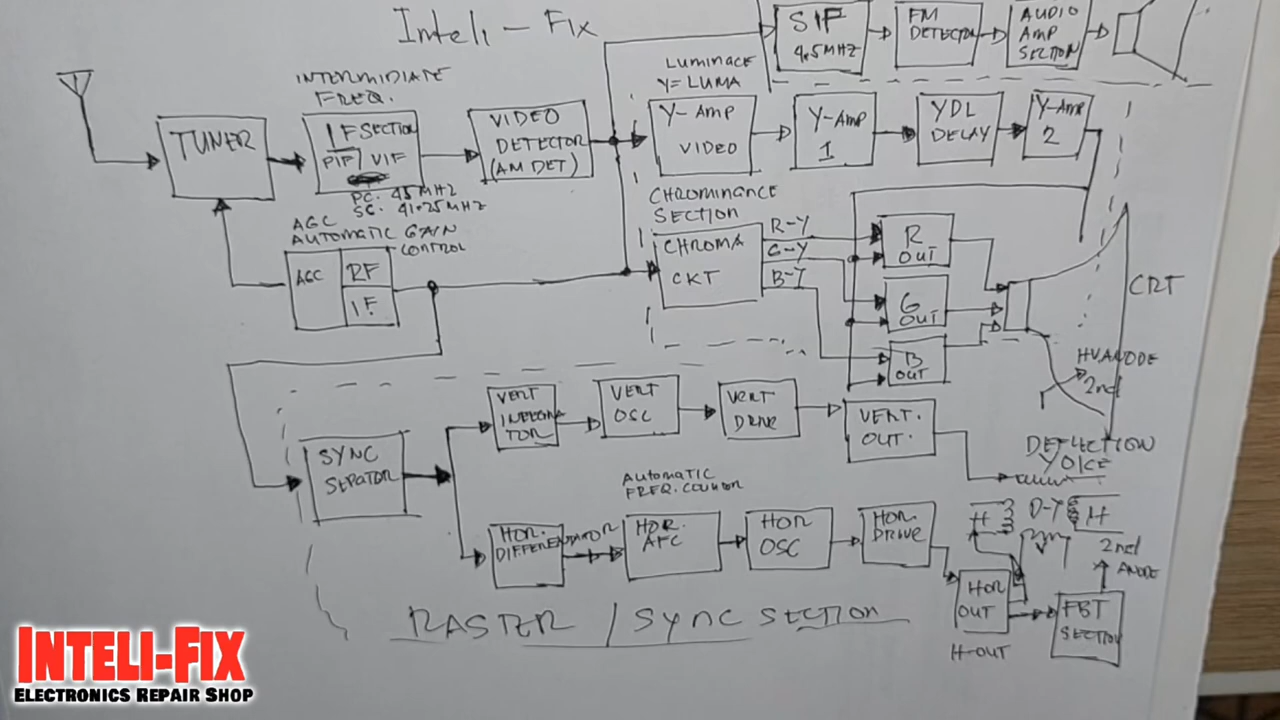 Inteli - Fix
SIF
4.5MHZ
FM
DETECTOR
AUDIO
AMP
SECTION
INTERMIDIATE
FREQ.
TUNER
IF SECTION
PIF/VIF
PC. 45 MHZ
SC. 41.25MHZ
VIDEO
DETECTOR
(AM DET)
LUMINACE
Y= LUMA
Y-AMP
VIDEO
Y-AMP
1
YDL
DELAY
Y-AMP
2
AGC
AUTOMATIC GAIN
CONTROL
AGC
RF
IF
CHROMINANCE
SECTION
CHROMA
CKT
R-Y
G-Y
B-Y
R
OUT
G
OUT
B
OUT
CRT
HV ANODE
2nd
SYNC
SEPATOR
VERT
VERT
OSC
VERT
DRIVE
VERT.
OUT.
DEFLECTION
YOKE
AUTOMATIC
HOR.
DIFFERENTIATOR
HOR.
AFC
HOR
OSC
HOR.
DRIVE
H
D-Y
H
V
2nd
ANODE
HOR
OUT
H-OUT
FBT
SECTION
RASTER / SYNC SECTION
INTELI-FIX
ELECTRONICS REPAIR SHOP